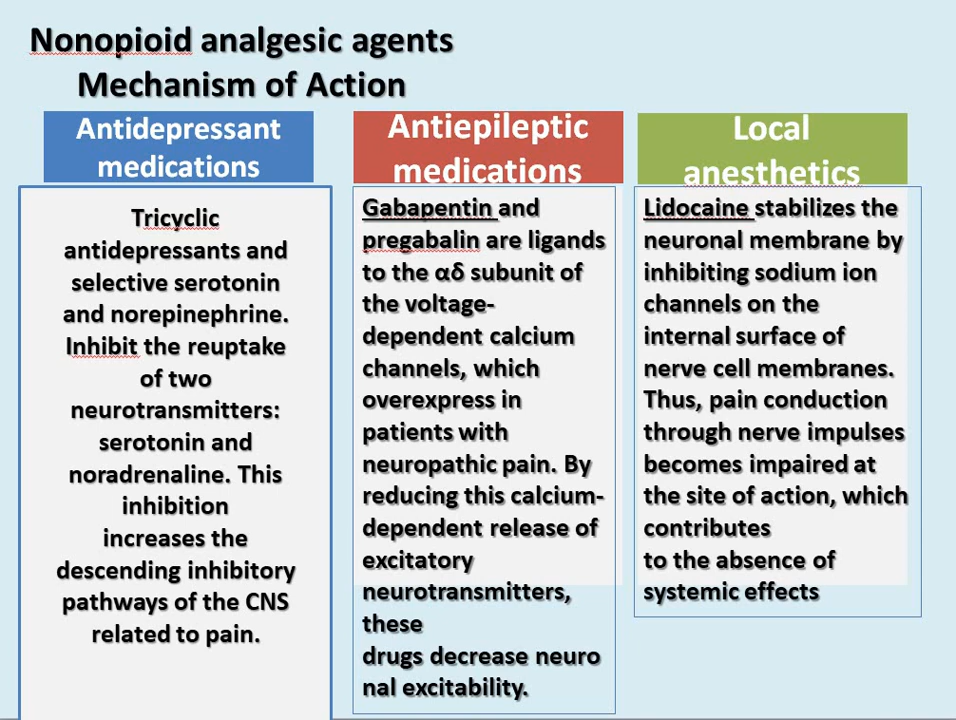 Nonopioid analgesic agents
Mechanism of Action
Antidepressant
medications
Tricyclic
antidepressants and
selective serotonin
and norepinephrine.
Inhibit the reuptake
of two
neurotransmitters:
serotonin and
noradrenaline. This
inhibition
increases the
descending inhibitory
pathways of the CNS
related to pain.
Antiepileptic
medications
Gabapentin and
pregabalin are ligands
to the αδ subunit of
the voltage-
dependent calcium
channels, which
overexpress in
patients with
neuropathic pain. By
reducing this calcium-
dependent release of
excitatory
neurotransmitters,
these
drugs decrease neuro
nal excitability.
Local
anesthetics
Lidocaine stabilizes the
neuronal membrane by
inhibiting sodium ion
channels on the
internal surface of
nerve cell membranes.
Thus, pain conduction
through nerve impulses
becomes impaired at
the site of action, which
contributes
to the absence of
systemic effects